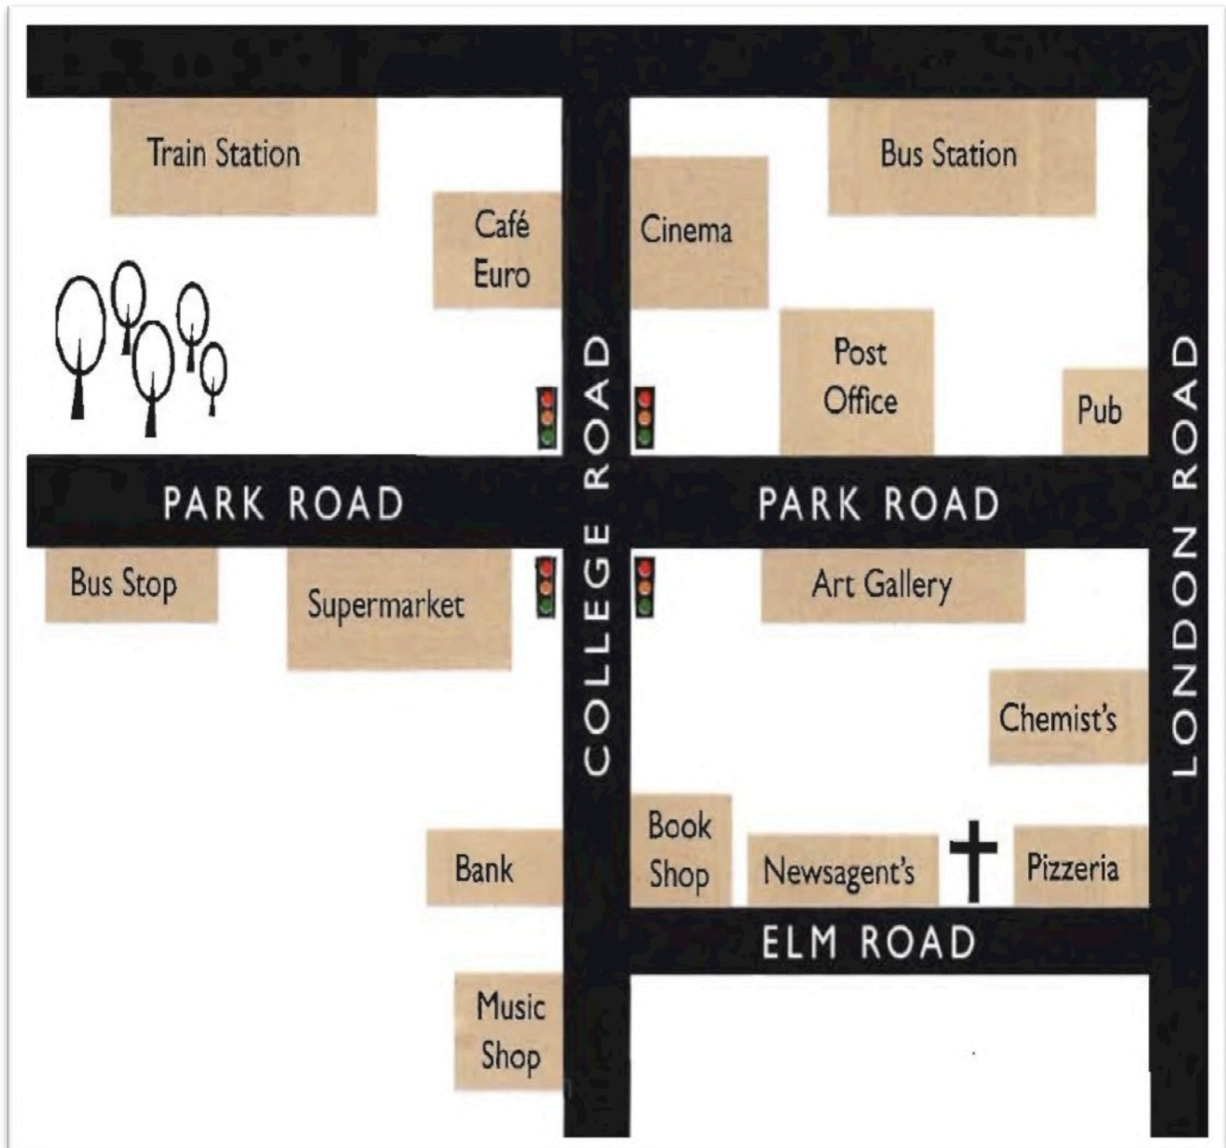 Train Station
Bus Station
Café
Euro
Cinema
Post
Office
Pub
PARK ROAD
PARK ROAD
COLLEGE ROAD
LONDON ROAD
Bus Stop
Supermarket
Art Gallery
Chemist's
Bank
Book
Shop
Newsagent's
Pizzeria
ELM ROAD
Music
Shop